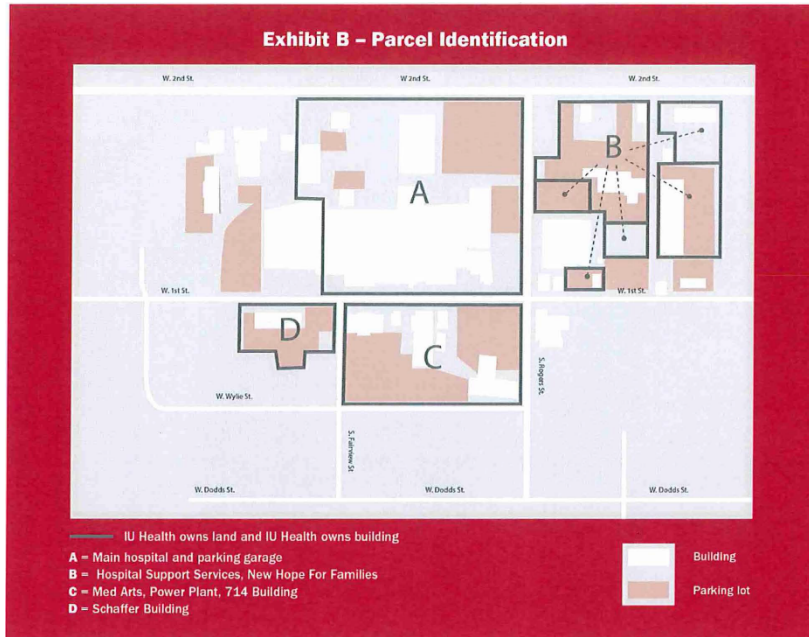 Exhibit B – Parcel Identification
W. 2nd St.
W 2nd St.
W. 2nd St.
A
B
W. 1st St.
W. 1st St.
D
C
S. Rogers St.
W. Wylie St.
S. Fairview St
W. Dodds St.
W. Dodds St.
W. Dodds St.
IU Health owns land and IU Health owns building
A = Main hospital and parking garage
B = Hospital Support Services, New Hope For Families
C = Med Arts, Power Plant, 714 Building
D = Schaffer Building
Building
Parking lot